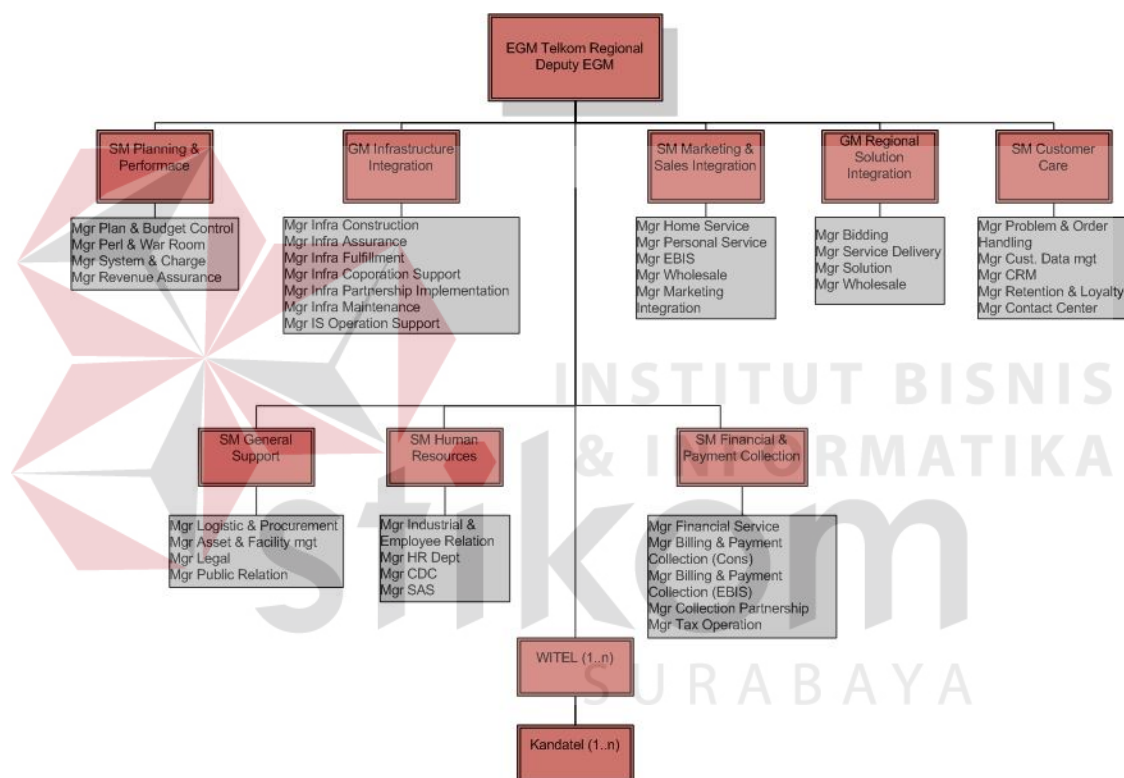 EGM Telkom Regional
Deputy EGM
SM Planning &
Performace
GM Infrastructure
Integration
SM Marketing &
Sales Integration
GM Regional
Solution
Integration
SM Customer
Care
Mgr Plan & Budget Control
Mgr Perl & War Room
Mgr System & Charge
Mgr Revenue Assurance
Mgr Infra Construction
Mgr Infra Assurance
Mgr Infra Fulfillment
Mgr Infra Coporation Support
Mgr Infra Partnership Implementation
Mgr Infra Maintenance
Mgr IS Operation Support
Mgr Home Service
Mgr Personal Service
Mgr EBIS
Mgr Wholesale
Mgr Marketing
Integration
Mgr Bidding
Mgr Service Delivery
Mgr Solution
Mgr Wholesale
Mgr Problem & Order
Handling
Mgr Cust. Data mgt
Mgr CRM
Mgr Retention & Loyalty
Mgr Contact Center
INSTITUT BISNIS
& INFORMATIKA
stikom
SURABAYA
SM General
Support
SM Human
Resources
SM Financial &
Payment Collection
Mgr Logistic & Procurement
Mgr Asset & Facility mgt
Mgr Legal
Mgr Public Relation
Mgr Industrial &
Employee Relation
Mgr HR Dept
Mgr CDC
Mgr SAS
Mgr Financial Service
Mgr Billing & Payment
Collection (Cons)
Mgr Billing & Payment
Collection (EBIS)
Mgr Collection Partnership
Mgr Tax Operation
WITEL (1..n)
Kandatel (1..n)